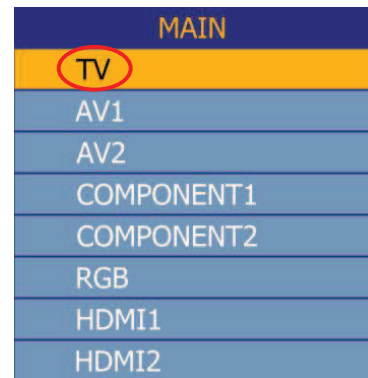 MAIN
TV
AV1
AV2
COMPONENT1
COMPONENT2
RGB
HDMI1
HDMI2